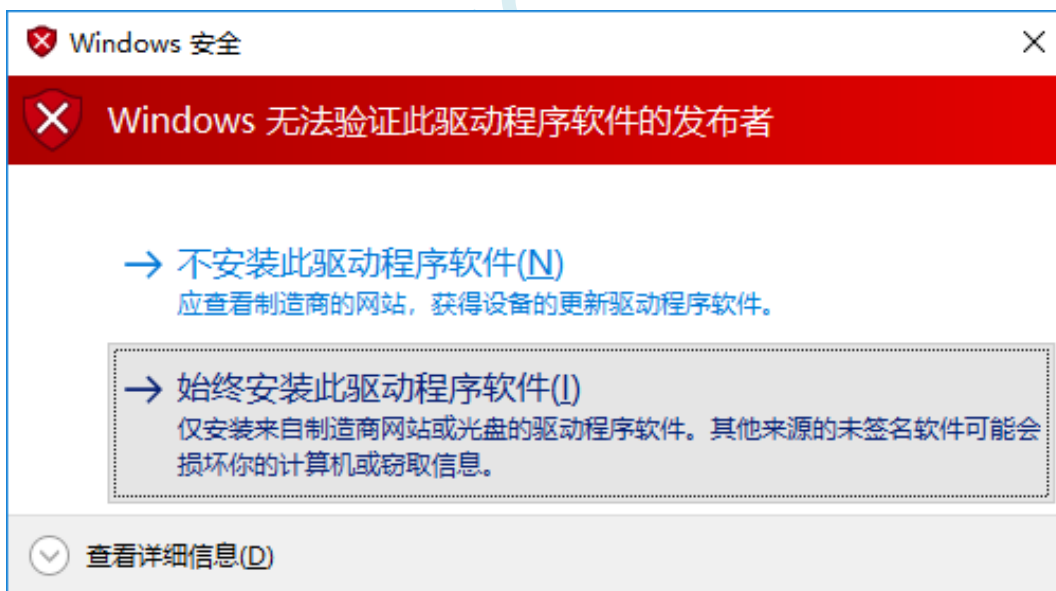 Windows 安全
Windows 无法验证此驱动程序软件的发布者
不安装此驱动程序软件(N)
应查看制造商的网站，获得设备的更新驱动程序软件。
始终安装此驱动程序软件(I)
仅安装来自制造商网站或光盘的驱动程序软件。其他来源的未签名软件可能会
损坏你的计算机或窃取信息。
查看详细信息(D)